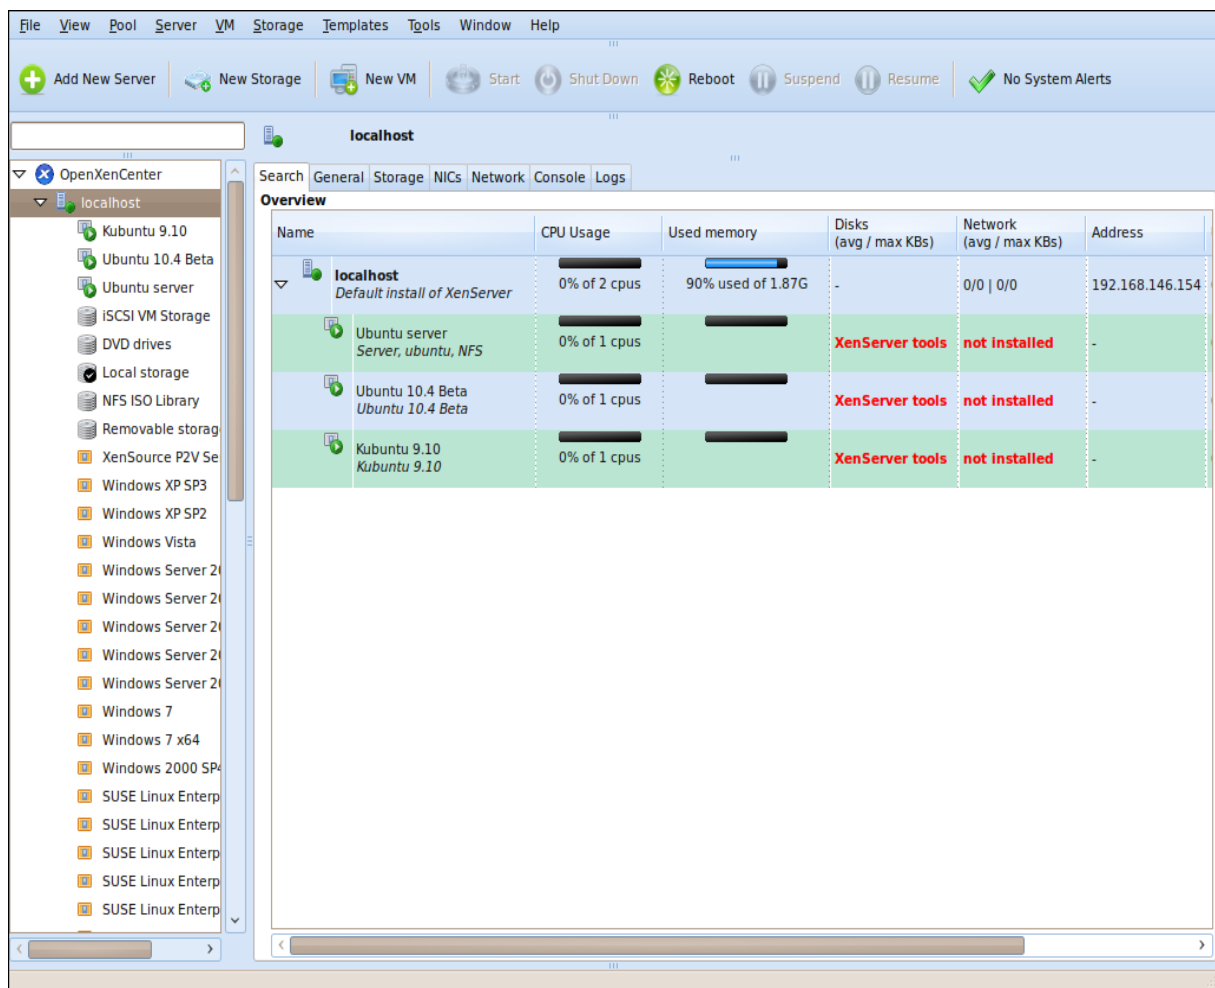 File View Pool Server VM Storage Templates Tools Window Help
Add New Server New Storage New VM Start Shut Down Reboot Suspend Resume No System Alerts
localhost
OpenXenCenter
localhost
Kubuntu 9.10
Ubuntu 10.4 Beta
Ubuntu server
iSCSI VM Storage
DVD drives
Local storage
NFS ISO Library
Removable storag
XenSource P2V Se
Windows XP SP3
Windows XP SP2
Windows Vista
Windows Server 20
Windows Server 20
Windows Server 20
Windows Server 20
Windows Server 20
Windows 7
Windows 7 x64
Windows 2000 SP4
SUSE Linux Enterp
SUSE Linux Enterp
SUSE Linux Enterp
SUSE Linux Enterp
SUSE Linux Enterp
Search General Storage NICs Network Console Logs
Overview
Name CPU Usage Used memory Disks (avg / max KBs) Network (avg / max KBs) Address
localhost
Default install of XenServer
0% of 2 cpus 90% used of 1.87G - 0/0 | 0/0 192.168.146.154
Ubuntu server
Server, ubuntu, NFS
0% of 1 cpus XenServer tools not installed -
Ubuntu 10.4 Beta
Ubuntu 10.4 Beta
0% of 1 cpus XenServer tools not installed -
Kubuntu 9.10
Kubuntu 9.10
0% of 1 cpus XenServer tools not installed -